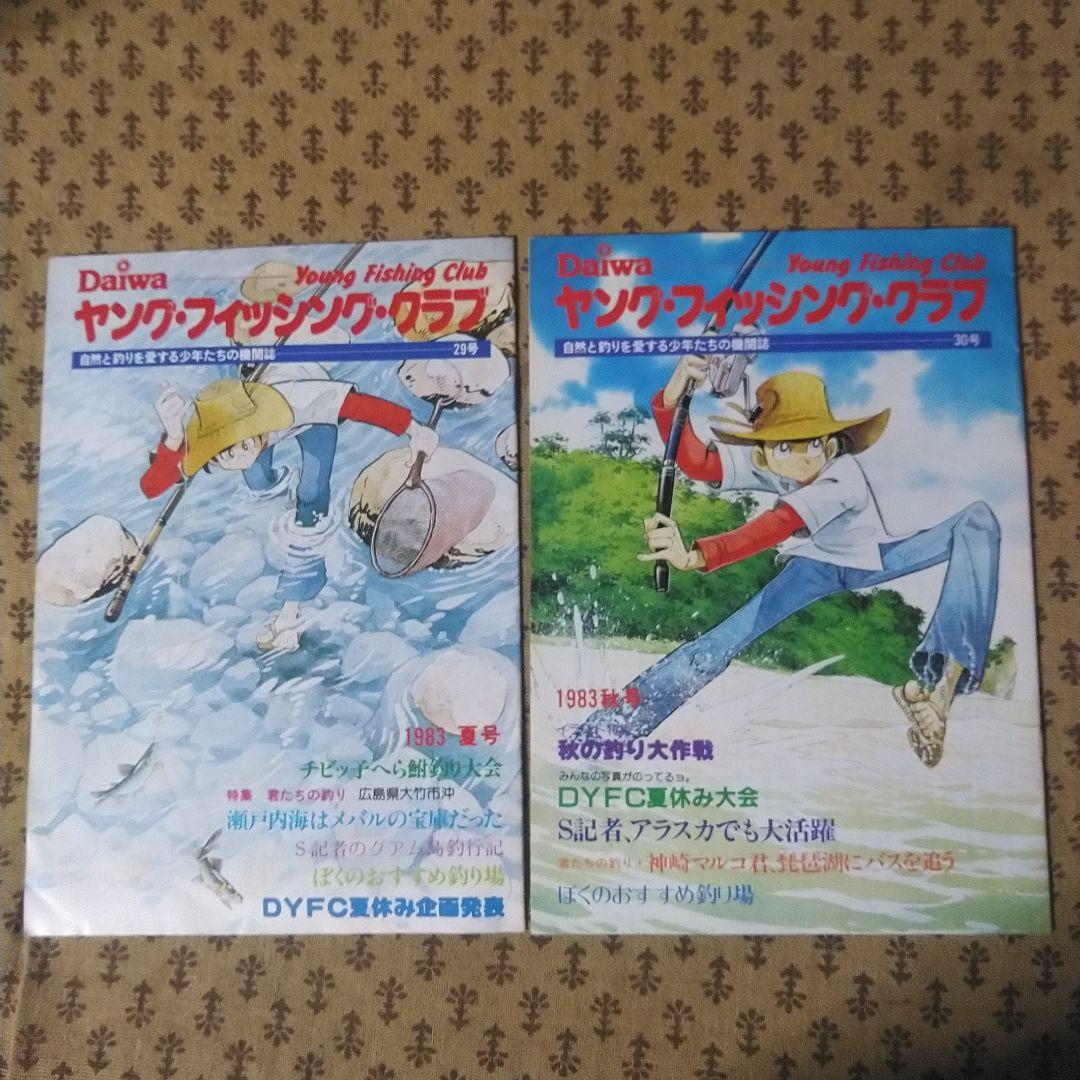 Daiwa
Young Fishing Club
ヤング・フィッシング・クラブ
自然と釣りを愛する少年たちの機関誌 29号
1983 夏号
チビッ子へら鮒釣り大会
特集 君たちの釣り 広島県大竹市沖
瀬戸内海はメバルの宝庫だった
S記者のグアム島釣行記
ぼくのおすすめ釣り場
DYFC夏休み企画発表
Daiwa
Young Fishing Club
ヤング・フィッシング・クラブ
自然と釣りを愛する少年たちの機関誌 30号
1983秋号
秋の釣り大作戦
みんなの写真がのってるヨ。
DYFC夏休み大会
S記者、アラスカでも大活躍
君たちの釣り・神崎マルコ君、琵琶湖にバスを追う
ぼくのおすすめ釣り場